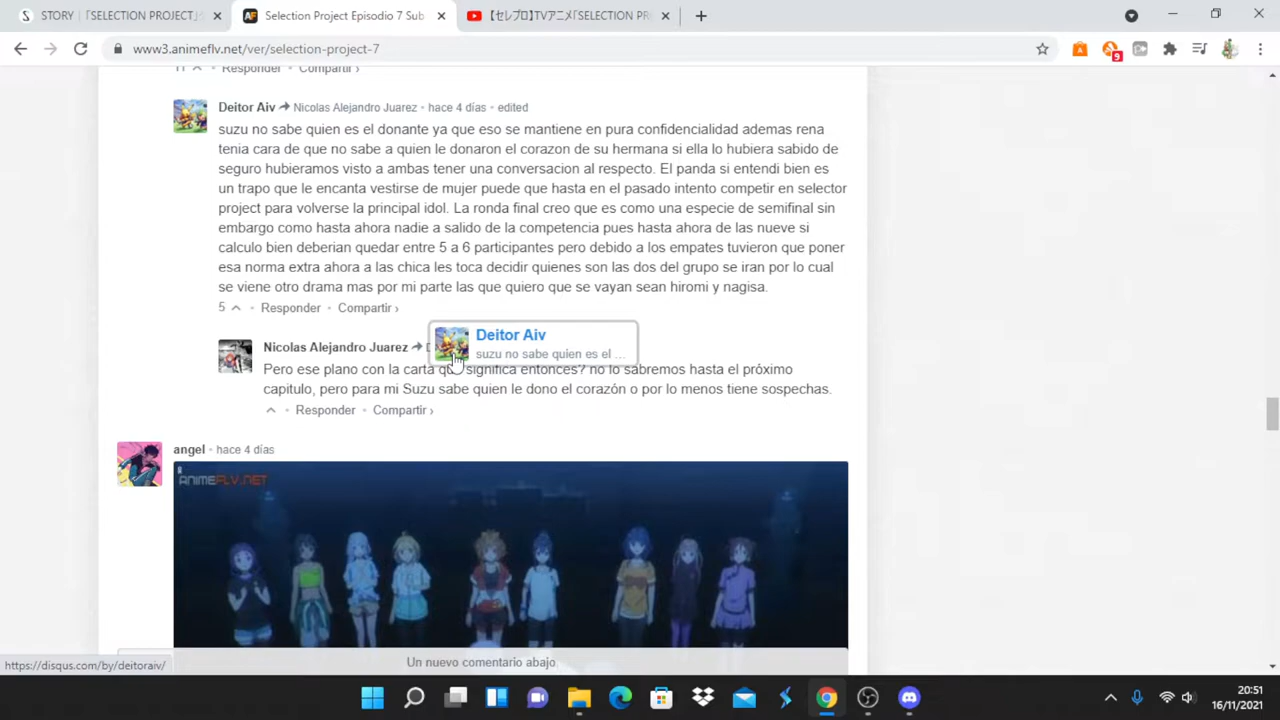 STORY | 「SELECTION PROJECT」
Selection Project Episodio 7 Sub
【セレプロ】TVアニメ「SELECTION PR
www3.animeflv.net/ver/selection-project-7
9
11 Responder Compartir ›
Deitor Aiv Nicolas Alejandro Juarez • hace 4 días • edited
suzu no sabe quien es el donante ya que eso se mantiene en pura confidencialidad ademas rena
tenia cara de que no sabe a quien le donaron el corazon de su hermana si ella lo hubiera sabido de
seguro hubieramos visto a ambas tener una conversacion al respecto. El panda si entendi bien es
un trapo que le encanta vestirse de mujer puede que hasta en el pasado intento competir en selector
project para volverse la principal idol. La ronda final creo que es como una especie de semifinal sin
embargo como hasta ahora nadie a salido de la competencia pues hasta ahora de las nueve si
calculo bien deberian quedar entre 5 a 6 participantes pero debido a los empates tuvieron que poner
esa norma extra ahora a las chica les toca decidir quienes son las dos del grupo se iran por lo cual
se viene otro drama mas por mi parte las que quiero que se vayan sean hiromi y nagisa.
5 • Responder • Compartir ›
Deitor Aiv
suzu no sabe quien es el ...
Nicolas Alejandro Juarez
Pero ese plano con la carta que significa entonces? no lo sabremos hasta el próximo
capitulo, pero para mi Suzu sabe quien le dono el corazón o por lo menos tiene sospechas.
• Responder • Compartir ›
angel • hace 4 días
ANIMEFLV.NET
Un nuevo comentario abajo
https://disqus.com/by/deitoraiv/
20:51
16/11/2021